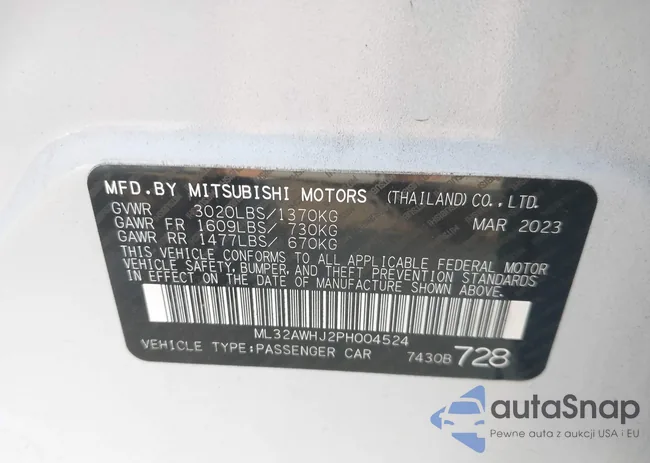 MFD.BY MITSUBISHI MOTORS (THAILAND) CO.,LTD.
GVWR 3020LBS/1370KG MAR 2023
GAWR FR 1609LBS/ 730KG
GAWR RR 1477LBS/ 670KG
THIS VEHICLE CONFORMS TO ALL APPLICABLE FEDERAL MOTOR
VEHICLE SAFETY, BUMPER, AND THEFT PREVENTION STANDARDS
IN EFFECT ON THE DATE OF MANUFACTURE SHOWN ABOVE.
ML32AWHJ2PH004524
VEHICLE TYPE:PASSENGER CAR 7430B 728
autaSnap
Pewne auta z aukcji USA i EU